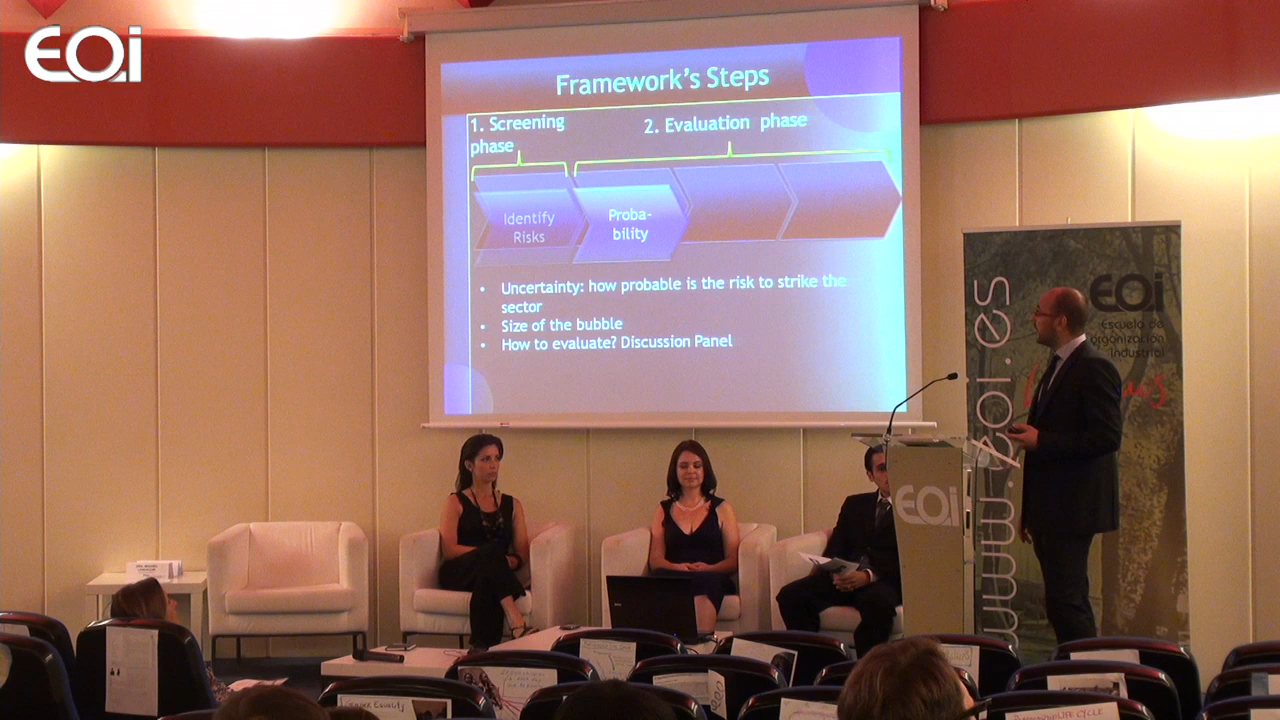 EOi
Framework's Steps
1. Screening
phase
2. Evaluation phase
Identify
Risks
Proba-
bility
• Uncertainty: how probable is the risk to strike the
sector
• Size of the bubble
• How to evaluate? Discussion Panel
www.eoi.es
EOi
Escuela de
organización
industrial
EOi